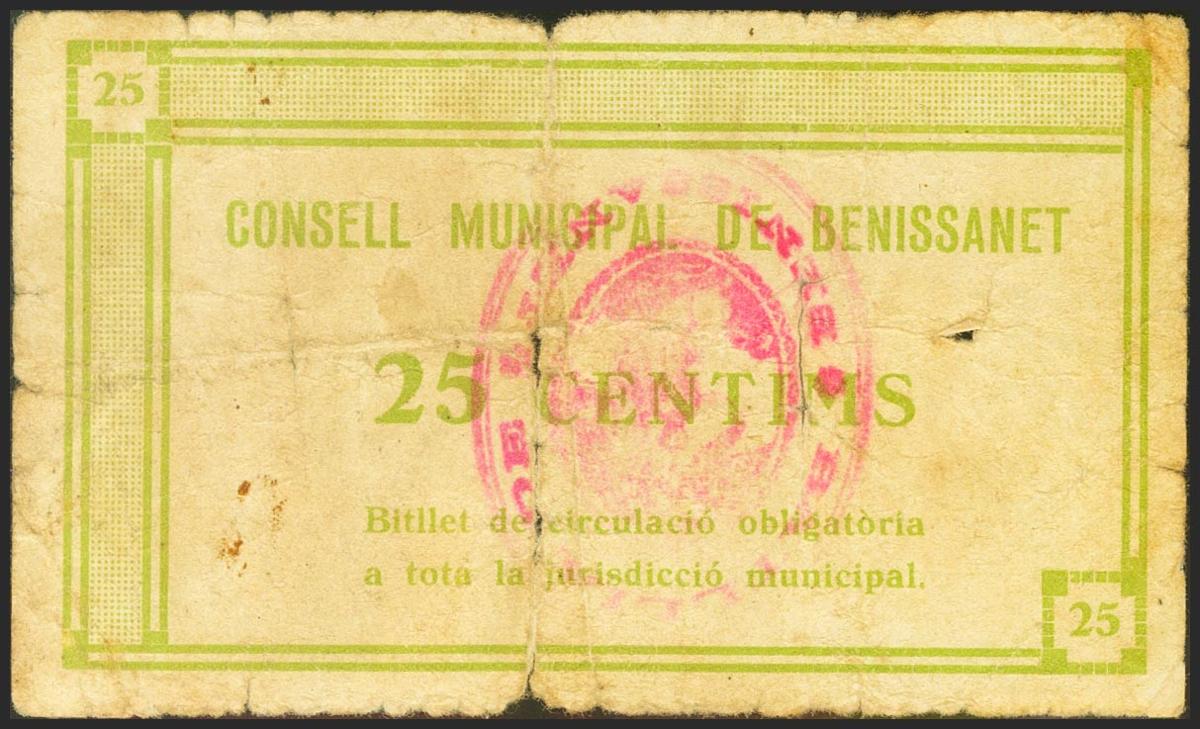 25
CONSELL MUNICIPAL DE BENISSANET
25 CENTIMS
Bitllet de circulació obligatòria
a tota la jurisdicció municipal.
25